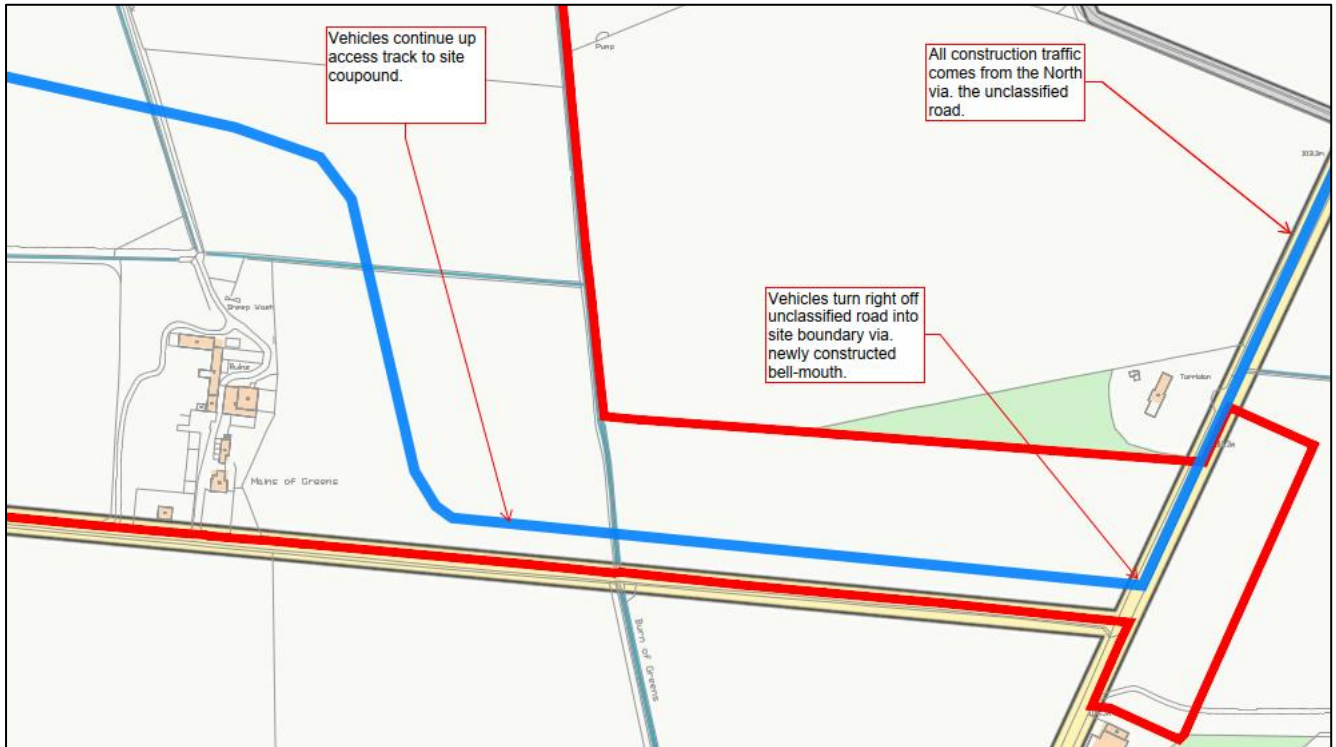 Vehicles continue up
access track to site
coupound.
Pump
All construction traffic
comes from the North
via. the unclassified
road.
Vehicles turn right off
unclassified road into
site boundary via.
newly constructed
bell-mouth.
Sheep Wash
Ruins
Torridon
Mains of Greens
Burn of Greens